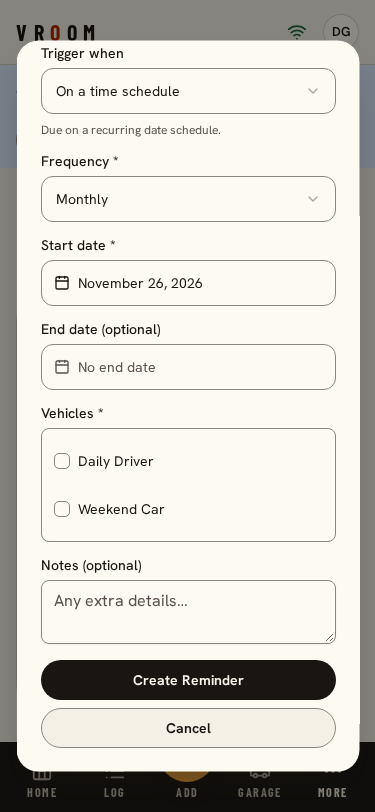 VROOM
DG
Trigger when
On a time schedule
Due on a recurring date schedule.
Frequency *
Monthly
Start date *
November 26, 2026
End date (optional)
No end date
Vehicles *
Daily Driver
Weekend Car
Notes (optional)
Any extra details...
Create Reminder
Cancel
HOME LOG ADD GARAGE MORE